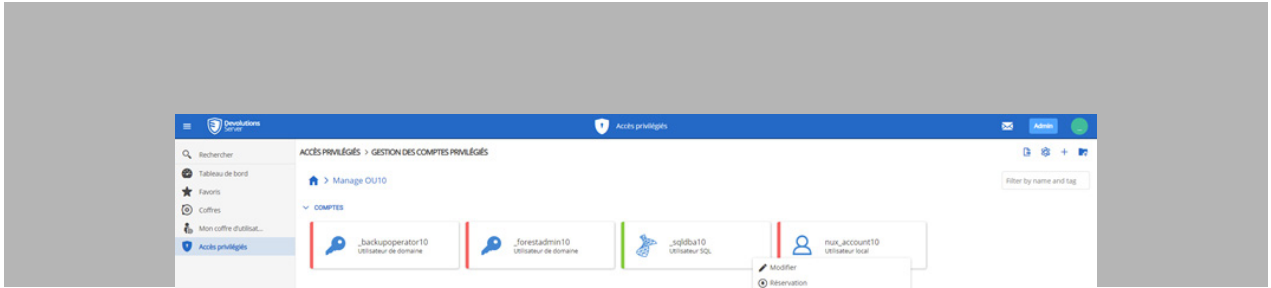 Devolutions
Server
Accès privilégiés
Admin
Rechercher
Tableau de bord
Favoris
Coffres
Mon coffre d'utilisat...
Accès privilégiés
ACCÈS PRIVILÉGIÉS > GESTION DES COMPTES PRIVILÉGIÉS
> Manage OU10
Filter by name and tag
COMPTES
_backupoperator10
Utilisateur de domaine
_forestadmin10
Utilisateur de domaine
_sqldba10
Utilisateur SQL
nux_account10
Utilisateur local
Modifier
Réservation